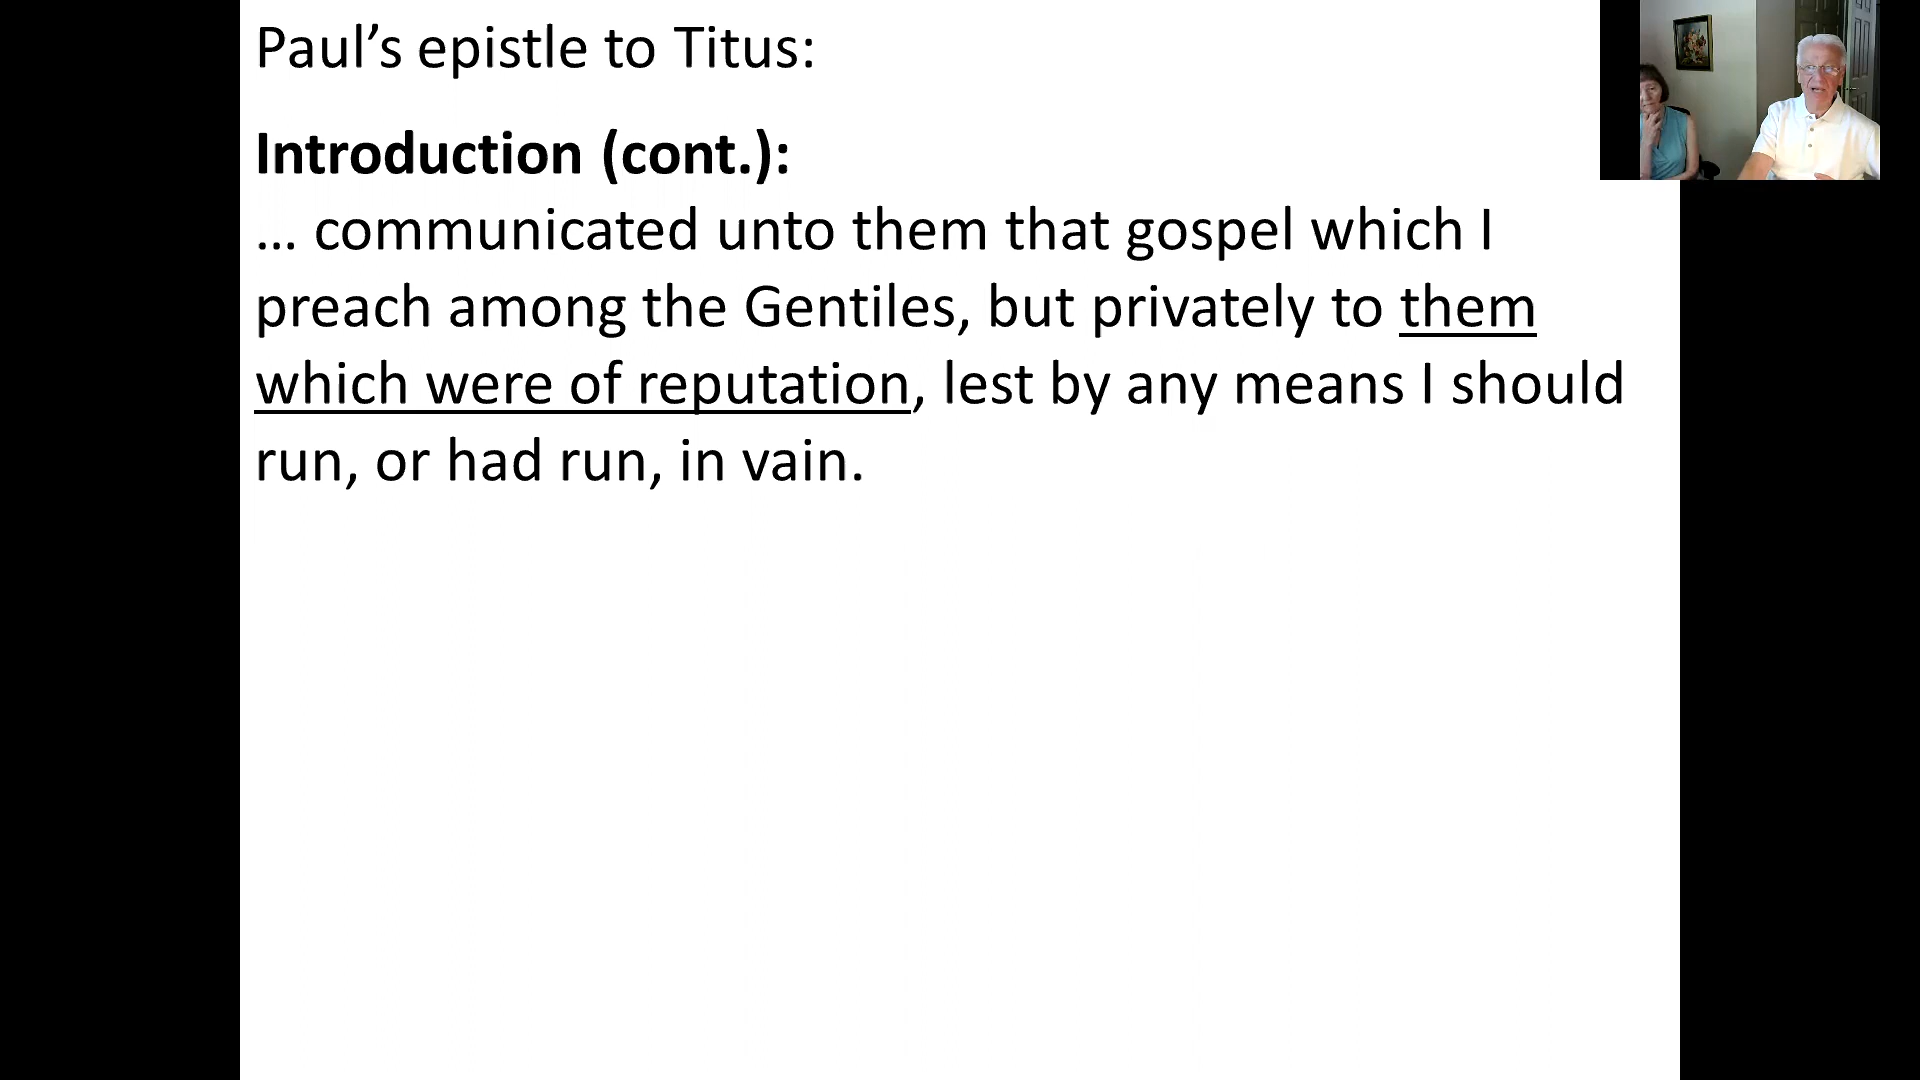 Paul’s epistle to Titus:
Introduction (cont.):
… communicated unto them that gospel which I
preach among the Gentiles, but privately to them
which were of reputation, lest by any means I should
run, or had run, in vain.